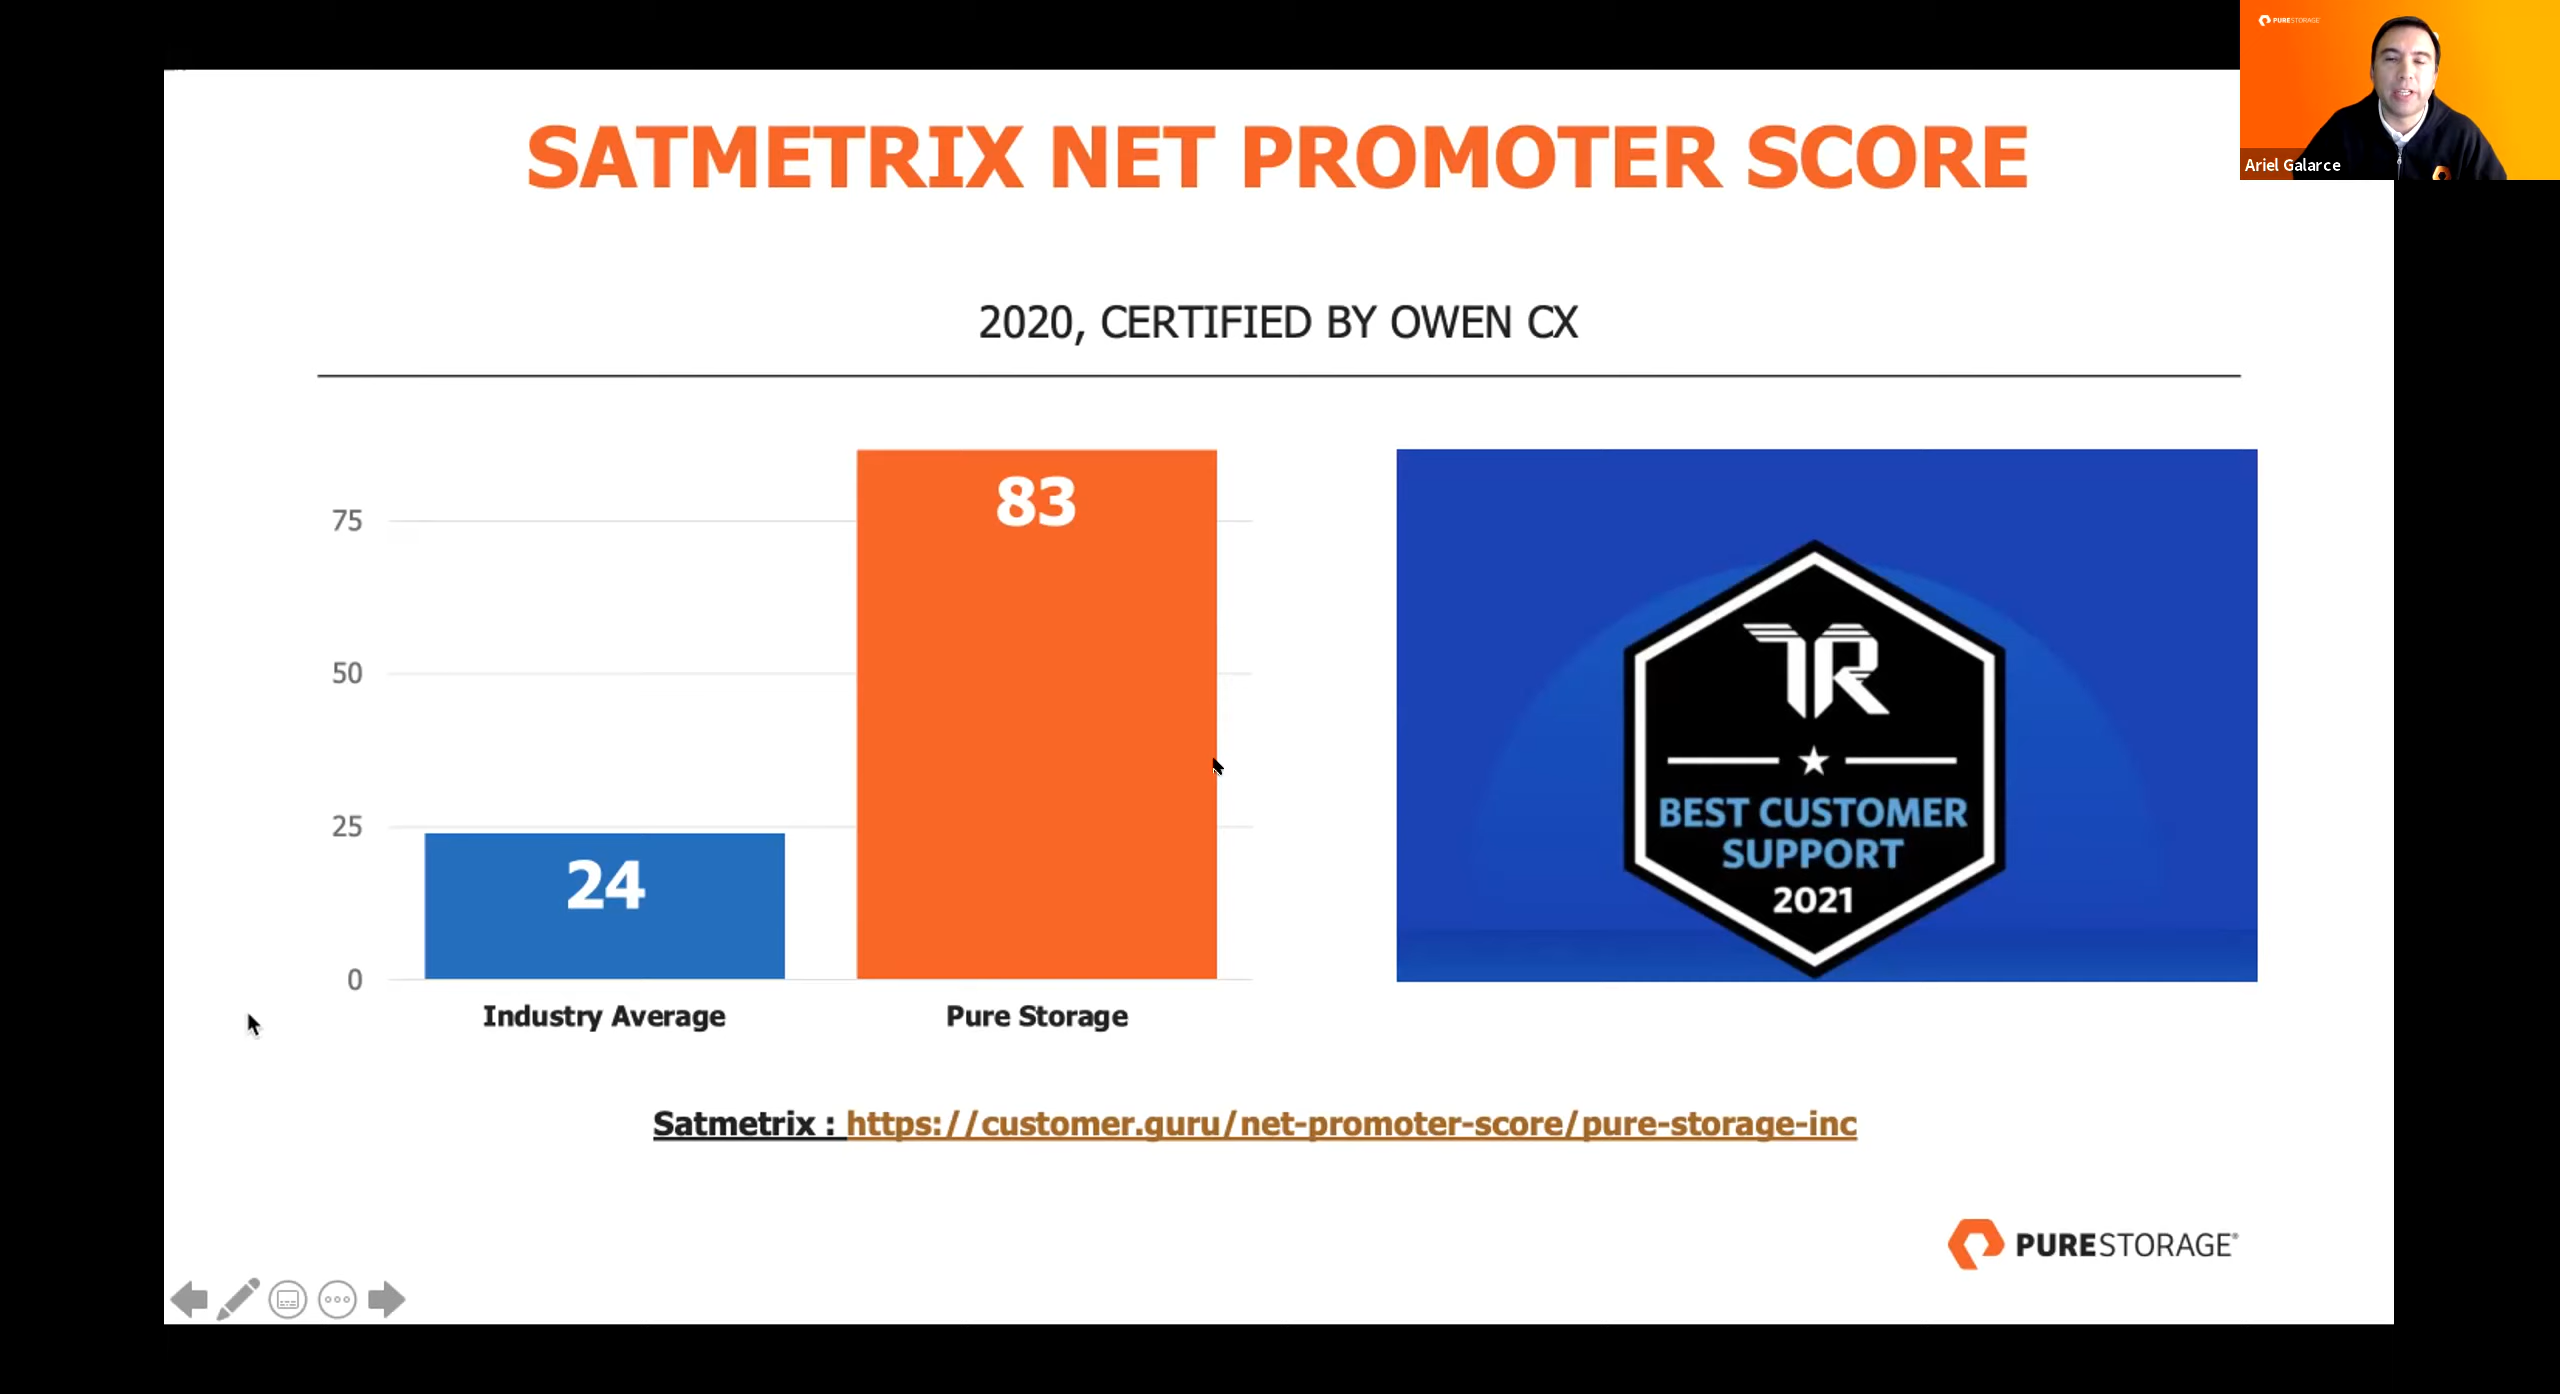 PURESTORAGE
Ariel Galarce
SATMETRIX NET PROMOTER SCORE
2020, CERTIFIED BY OWEN CX
75
50
25
0
24
83
Industry Average
Pure Storage
TR
BEST CUSTOMER
SUPPORT
2021
Satmetrix : https://customer.guru/net-promoter-score/pure-storage-inc
PURESTORAGE®